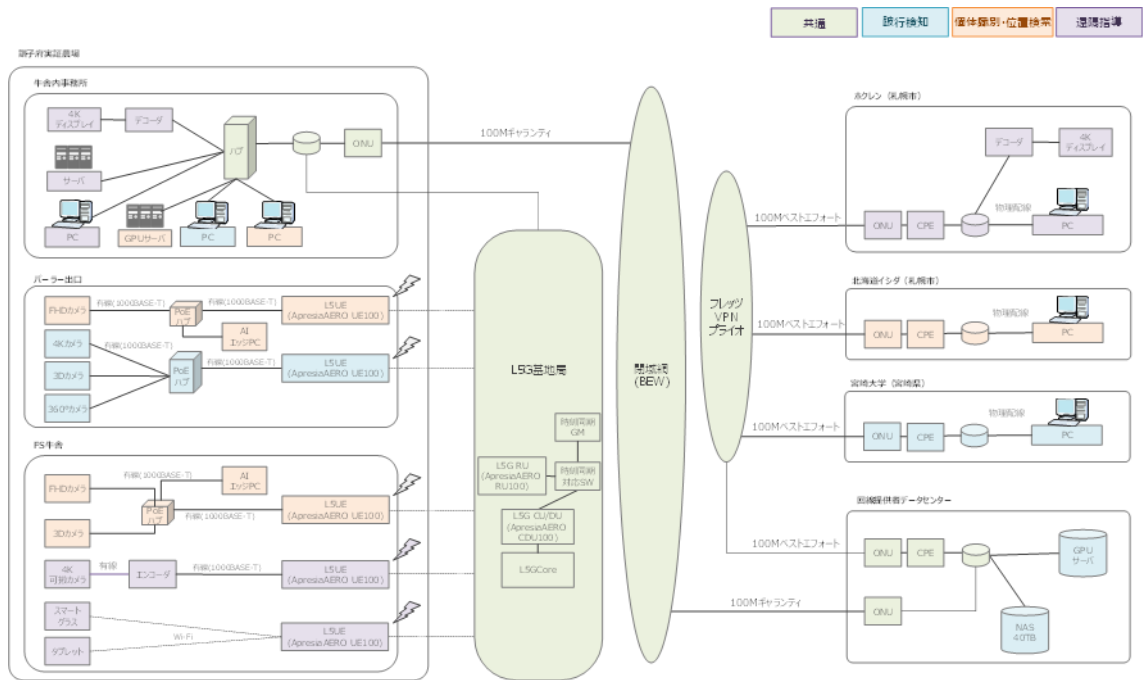 共通
跛行検知
個体識別・位置検索
遠隔指導
訓子府実証農場
牛舎内事務所
4K
ディスプレイ
デコーダ
サーバ
ハブ
ONU
PC
GPUサーバ
PC
PC
100Mギャランティ
パーラー出口
FHDカメラ
有線(1000BASE-T)
PoE
ハブ
有線(1000BASE-T)
L5UE
(ApresiaAERO UE100)
AI
エッジPC
4Kカメラ
有線(1000BASE-T)
L5UE
(ApresiaAERO UE100)
3Dカメラ
PoE
ハブ
360°カメラ
FS牛舎
FHDカメラ
有線(1000BASE-T)
AI
エッジPC
PoE
ハブ
有線(1000BASE-T)
L5UE
(ApresiaAERO UE100)
3Dカメラ
4K
可搬カメラ
有線
エンコーダ
有線(1000BASE-T)
L5UE
(ApresiaAERO UE100)
スマート
グラス
Wi-Fi
タブレット
L5UE
(ApresiaAERO UE100)
L5G基地局
時刻同期
GM
L5G RU
(ApresiaAERO
RU100)
時刻同期
対応SW
L5G CU/DU
(ApresiaAERO
CDU100)
L5GCore
閉域網
(BEW)
フレッツ
VPN
プライオ
ホクレン（札幌市）
100Mベストエフォート
ONU
CPE
デコーダ
4K
ディスプレイ
物理配線
PC
北海道イシダ（札幌市）
100Mベストエフォート
ONU
CPE
物理配線
PC
宮崎大学（宮崎県）
100Mベストエフォート
ONU
CPE
物理配線
PC
回線提供者データセンター
100Mベストエフォート
ONU
CPE
GPU
サーバ
100Mギャランティ
ONU
NAS
40TB